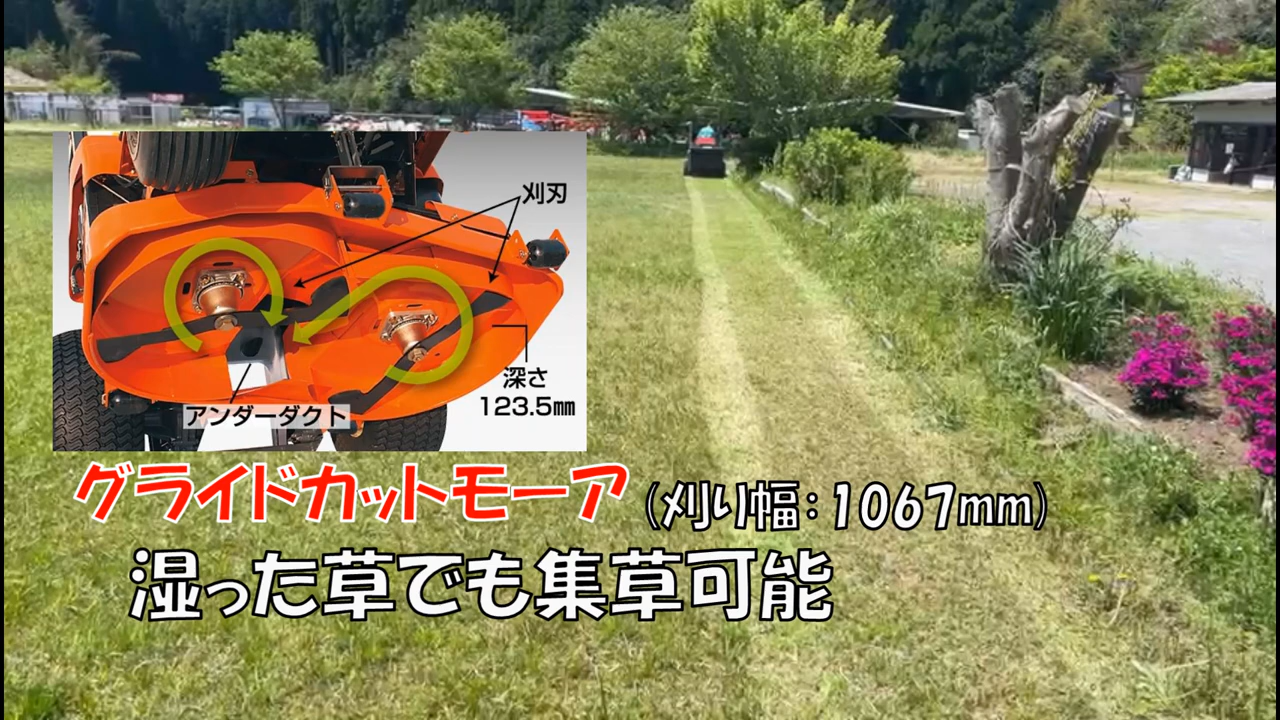 刈刃
深さ
123.5㎜
アンダーダクト
グライドカットモーア（刈り幅：1067mm）
湿った草でも集草可能